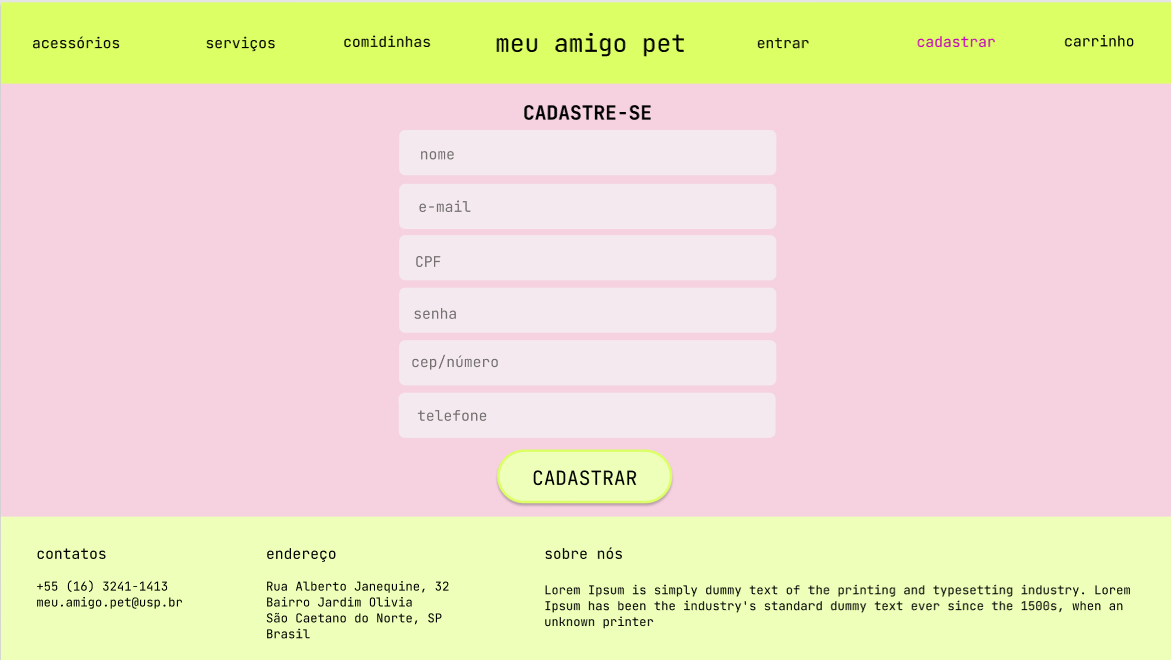 acessórios serviços comidinhas meu amigo pet entrar cadastrar carrinho
CADASTRE-SE
nome
e-mail
CPF
senha
cep/número
telefone
CADASTRAR
contatos
+55 (16) 3241-1413
meu.amigo.pet@usp.br
endereço
Rua Alberto Janequine, 32
Bairro Jardim Olivia
São Caetano do Norte, SP
Brasil
sobre nós
Lorem Ipsum is simply dummy text of the printing and typesetting industry. Lorem
Ipsum has been the industry's standard dummy text ever since the 1500s, when an
unknown printer